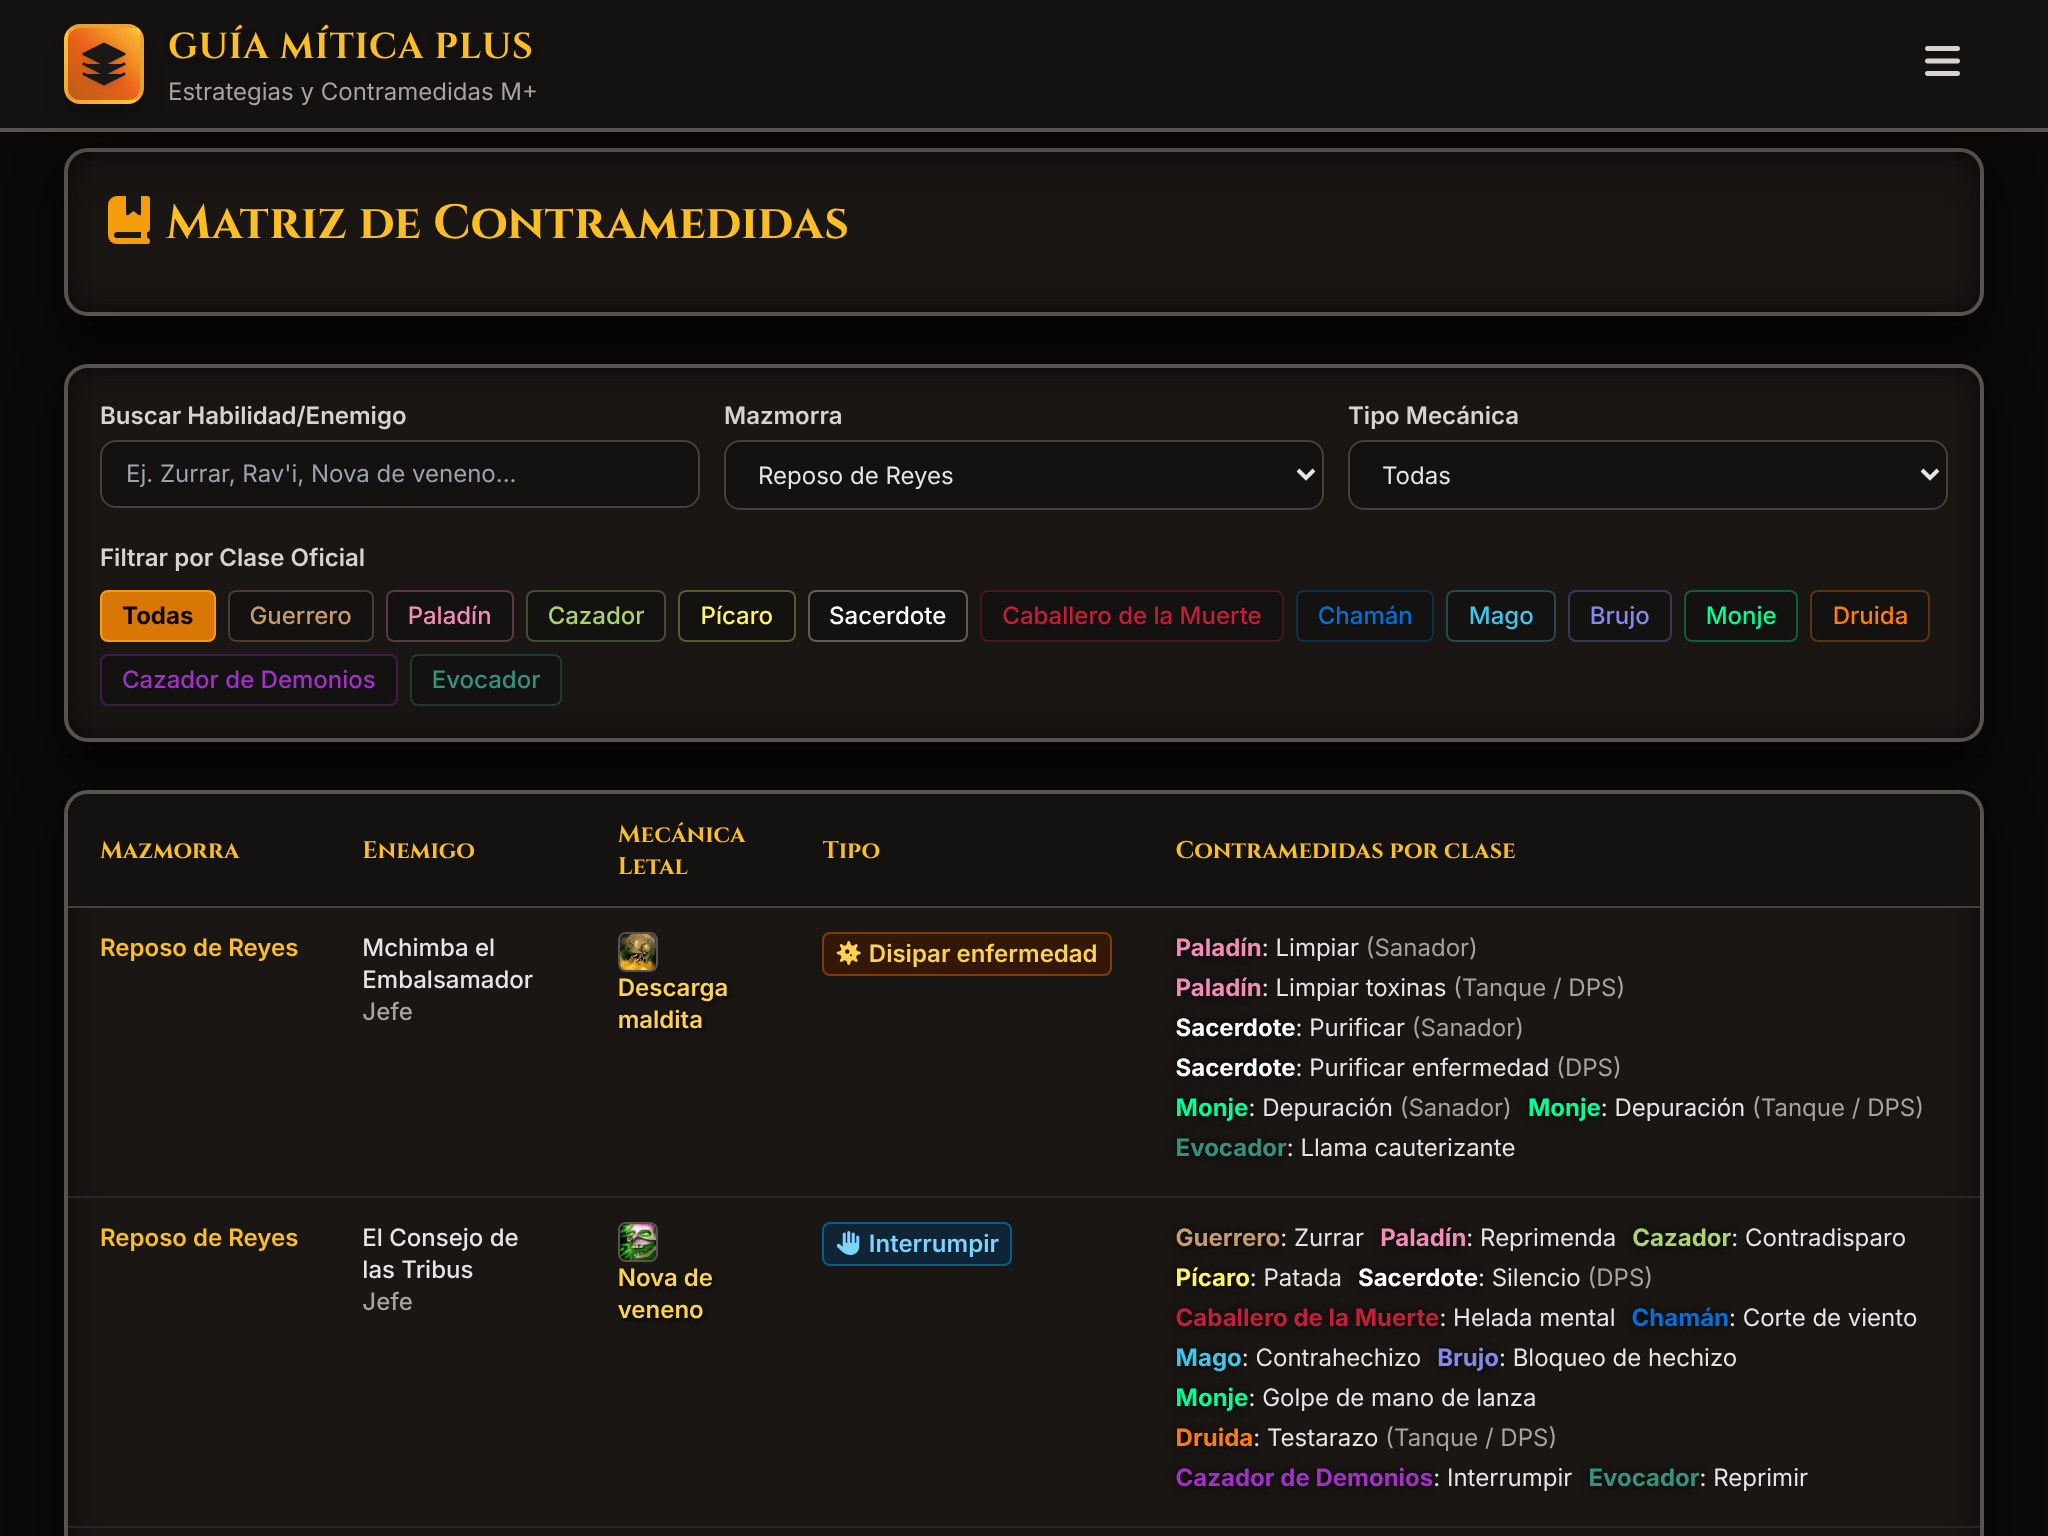 GUÍA MÍTICA PLUS
Estrategias y Contramedidas M+
Matriz de Contramedidas
Buscar Habilidad/Enemigo
Ej. Zurrar, Rav'i, Nova de veneno...
Mazmorra
Reposo de Reyes
Tipo Mecánica
Todas
Filtrar por Clase Oficial
Todas Guerrero Paladín Cazador Pícaro Sacerdote Caballero de la Muerte Chamán Mago Brujo Monje Druida
Cazador de Demonios Evocador
Mazmorra
Enemigo
Mecánica
Letal
Tipo
Contramedidas por clase
Reposo de Reyes
Mchimba el
Embalsamador
Jefe
Descarga
maldita
Disipar enfermedad
Paladín: Limpiar (Sanador)
Paladín: Limpiar toxinas (Tanque / DPS)
Sacerdote: Purificar (Sanador)
Sacerdote: Purificar enfermedad (DPS)
Monje: Depuración (Sanador) Monje: Depuración (Tanque / DPS)
Evocador: Llama cauterizante
Reposo de Reyes
El Consejo de
las Tribus
Jefe
Nova de
veneno
Interrumpir
Guerrero: Zurrar Paladín: Reprimenda Cazador: Contradisparo
Pícaro: Patada Sacerdote: Silencio (DPS)
Caballero de la Muerte: Helada mental Chamán: Corte de viento
Mago: Contrahechizo Brujo: Bloqueo de hechizo
Monje: Golpe de mano de lanza
Druida: Testarazo (Tanque / DPS)
Cazador de Demonios: Interrumpir Evocador: Reprimir